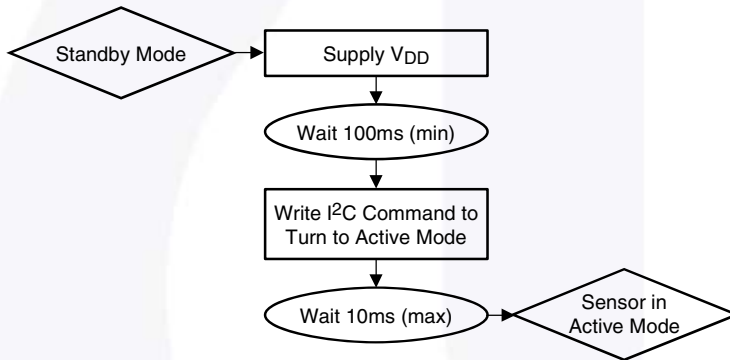 Standby Mode
Supply VDD
Wait 100ms (min)
Write I2C Command to
Turn to Active Mode
Wait 10ms (max)
Sensor in
Active Mode